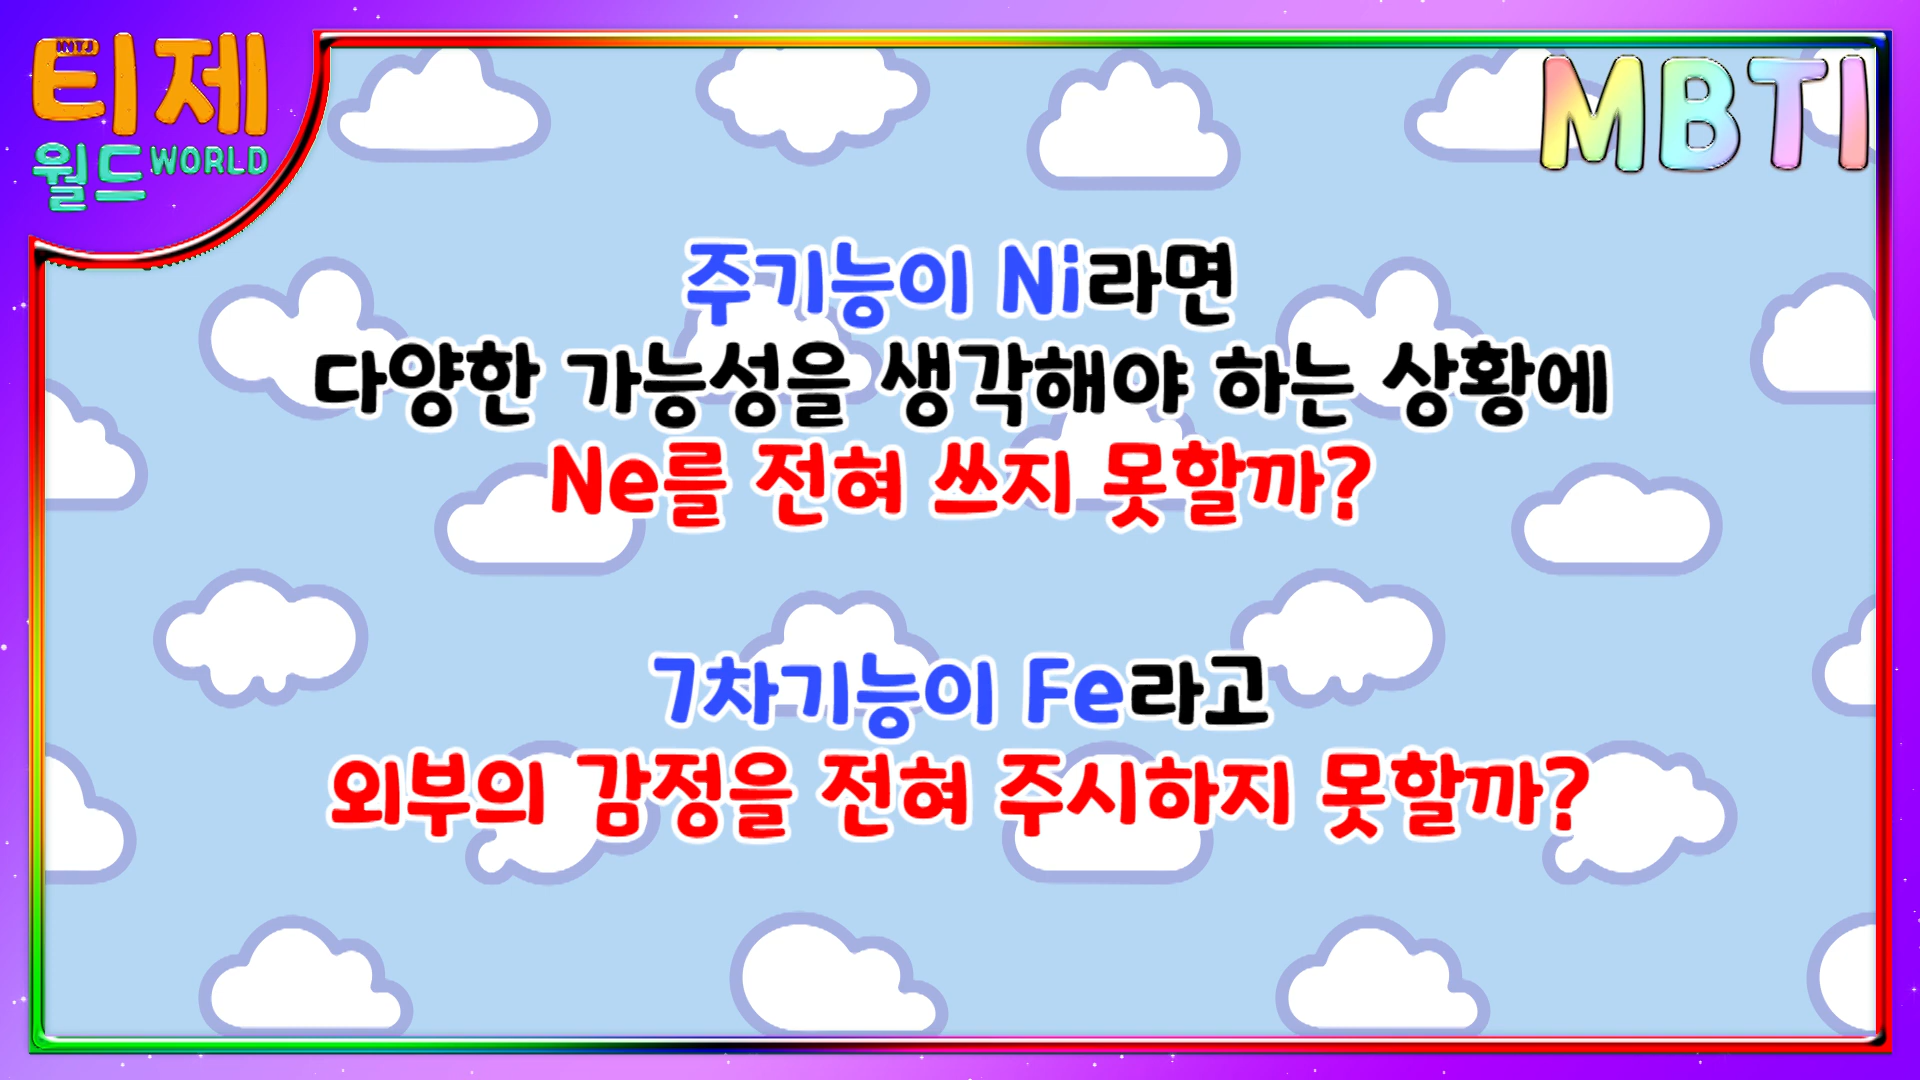 INTJ
티제
월드 WORLD
MBTI
주기능이 Ni라면
다양한 가능성을 생각해야 하는 상황에
Ne를 전혀 쓰지 못할까?
7차기능이 Fe라고
외부의 감정을 전혀 주시하지 못할까?